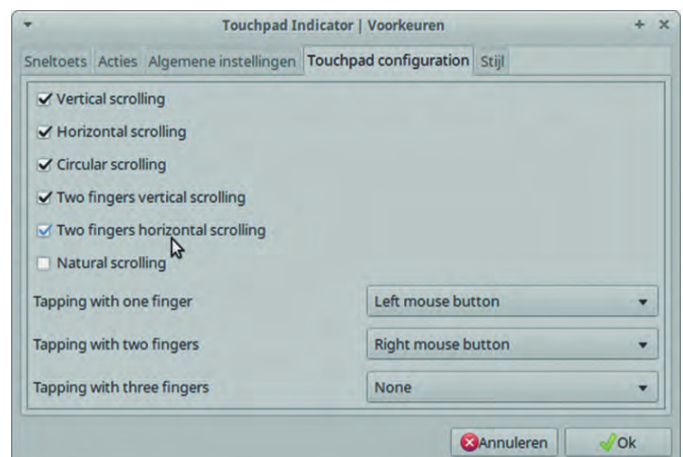 Touchpad Indicator | Voorkeuren
Sneltoets Acties Algemene instellingen Touchpad configuration Stijl
Vertical scrolling
Horizontal scrolling
Circular scrolling
Two fingers vertical scrolling
Two fingers horizontal scrolling
Natural scrolling
Tapping with one finger Left mouse button
Tapping with two fingers Right mouse button
Tapping with three fingers None
Annuleren Ok